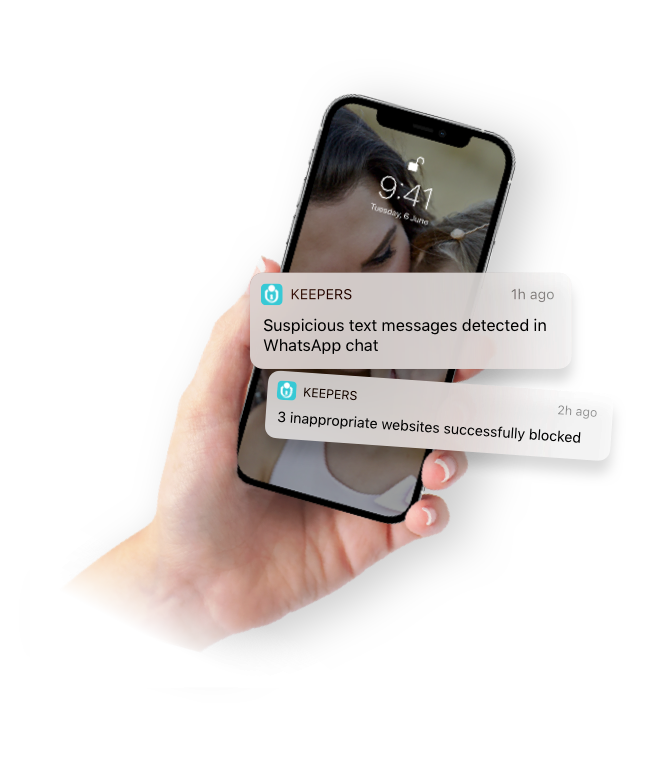 9:41
Tuesday, 6 June
KEEPERS 1h ago
Suspicious text messages detected in
WhatsApp chat
KEEPERS 2h ago
3 inappropriate websites successfully blocked